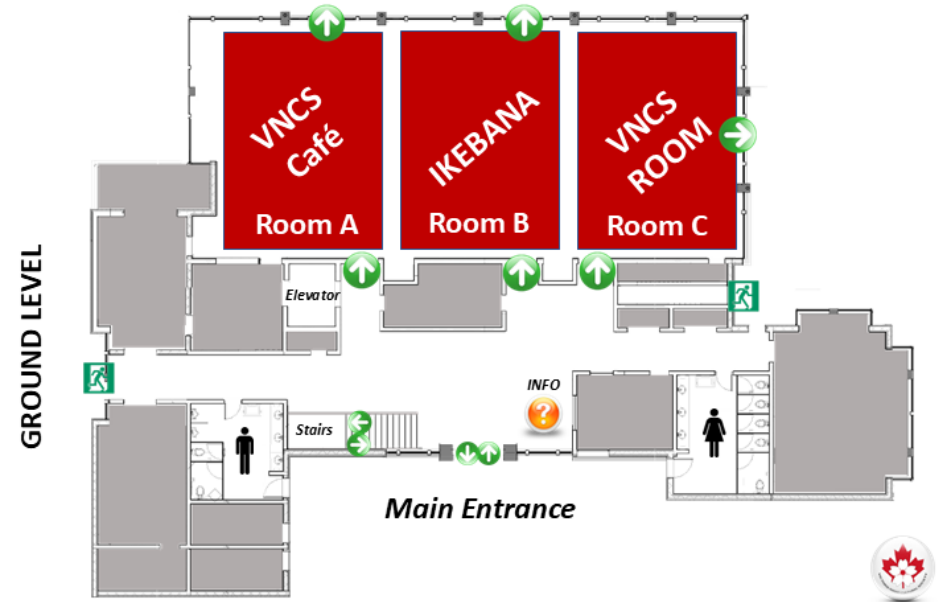 VNCS
Café
Room A
IKEBANA
Room B
VNCS
ROOM
Room C
GROUND LEVEL
Elevator
INFO
?
Stairs
Main Entrance